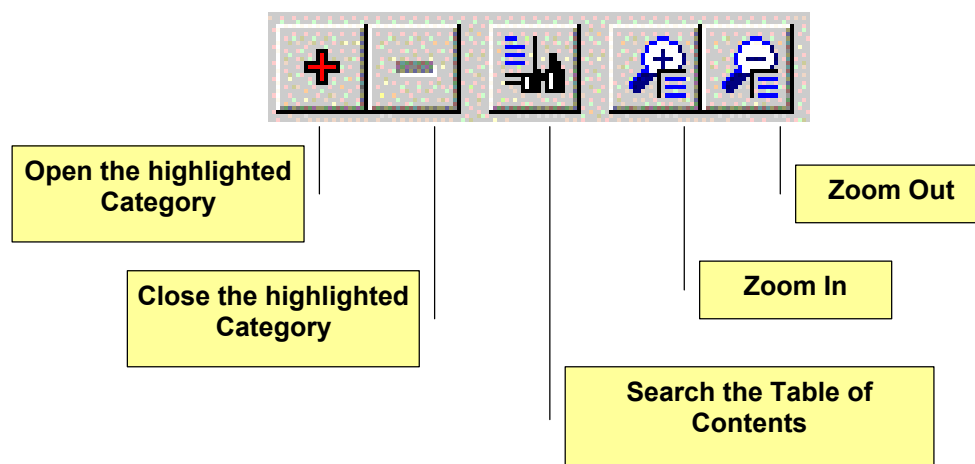 Open the highlighted
Category
Zoom Out
Close the highlighted
Category
Zoom In
Search the Table of
Contents